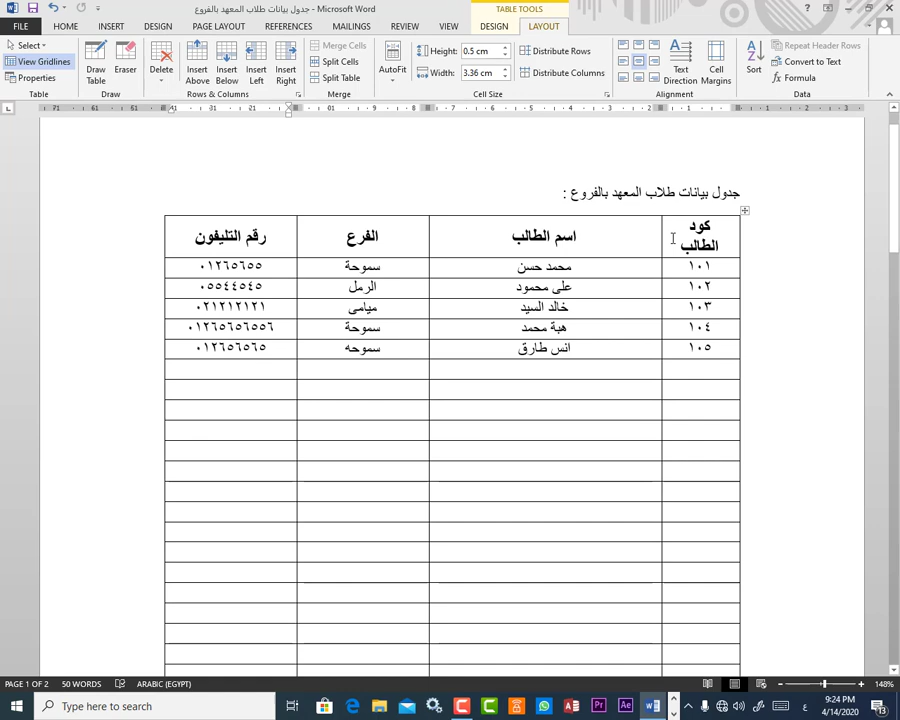 جدول بيانات طلاب المعهد بالفروع - Microsoft Word
TABLE TOOLS
FILE HOME INSERT DESIGN PAGE LAYOUT REFERENCES MAILINGS REVIEW VIEW DESIGN LAYOUT
Select
View Gridlines
Properties
Table
Draw Table
Eraser
Draw
Delete
Insert Above
Insert Below
Insert Left
Insert Right
Rows & Columns
Merge Cells
Split Cells
Split Table
Merge
AutoFit
Height: 0.5 cm
Width: 3.36 cm
Distribute Rows
Distribute Columns
Cell Size
Text Direction
Cell Margins
Alignment
Sort
Repeat Header Rows
Convert to Text
Formula
Data
جدول بيانات طلاب المعهد بالفروع :
كود الطالب اسم الطالب الفرع رقم التليفون
١٠١ محمد حسن سموحة ٠١٢٦٥٦٥٥
١٠٢ على محمود الرمل ٠٥٥٤٤٥٤٥
١٠٣ خالد السيد ميامى ٠٢١٢١٢١٢١
١٠٤ هبة محمد سموحة ٠١٢٦٥٦٥٦٥٥٦
١٠٥ انس طارق سموحه ٠١٢٦٥٦٥٦٥
PAGE 1 OF 2 50 WORDS ARABIC (EGYPT) 148%
Type here to search
9:24 PM
4/14/2020